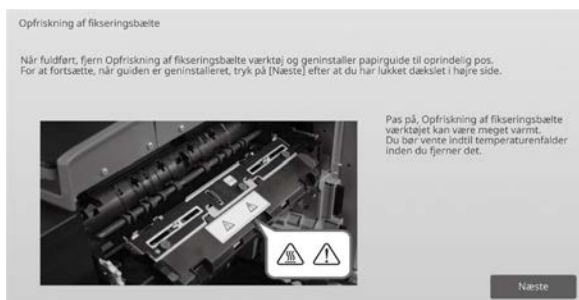 Opfriskning af fikseringsbælte
Når fuldført, fjern Opfriskning af fikseringsbælte værktøj og geninstaller papirguide til oprindelig pos.
For at fortsætte, når guiden er geninstalleret, tryk på [Næste] efter at du har lukket dækslet i højre side.
Pas på, Opfriskning af fikseringsbælte
værktøjet kan være meget varmt.
Du bør vente indtil temperaturenfalder
inden du fjerner det.
Næste